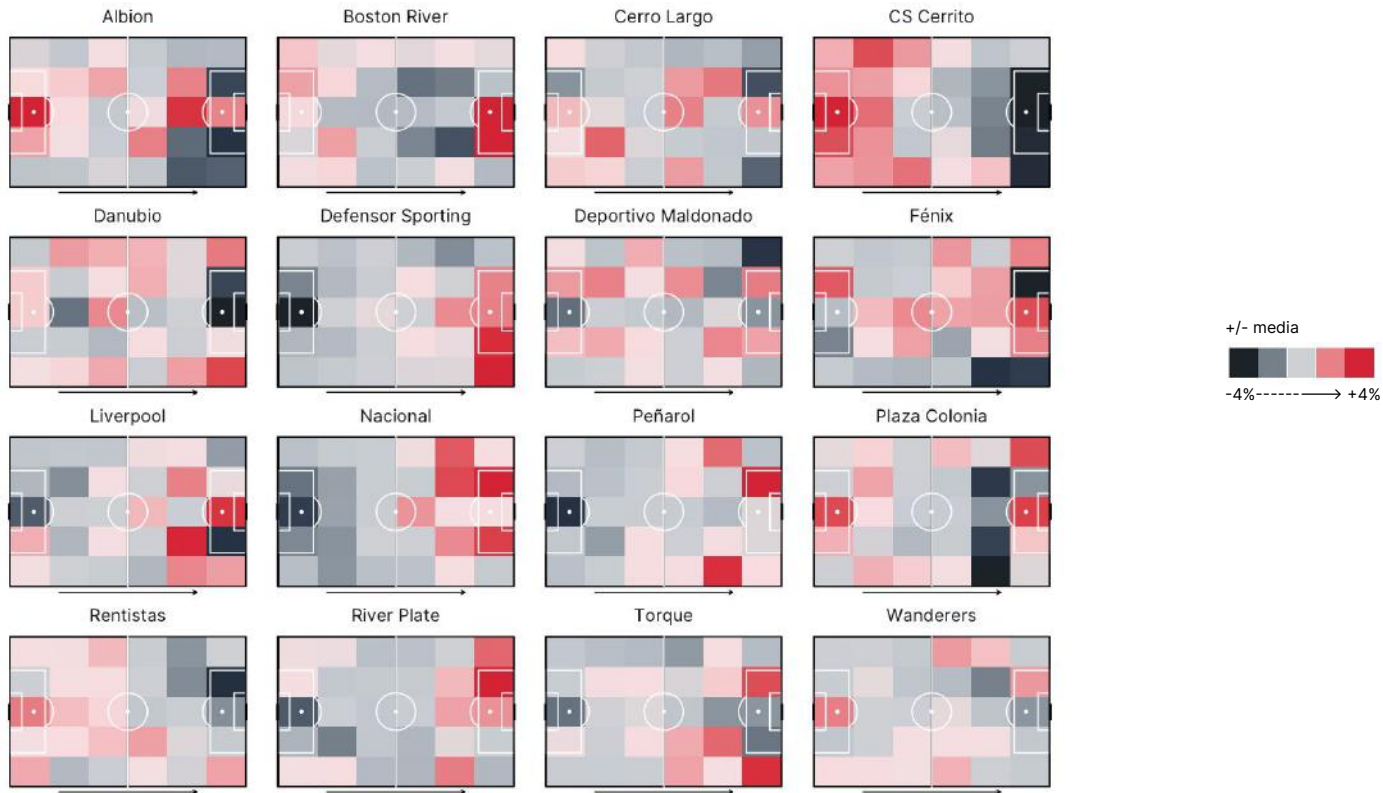 Albion
Boston River
Cerro Largo
CS Cerrito
Danubio
Defensor Sporting
Deportivo Maldonado
Fénix
+/- media
-4%------→ +4%
Liverpool
Nacional
Peñarol
Plaza Colonia
Rentistas
River Plate
Torque
Wanderers